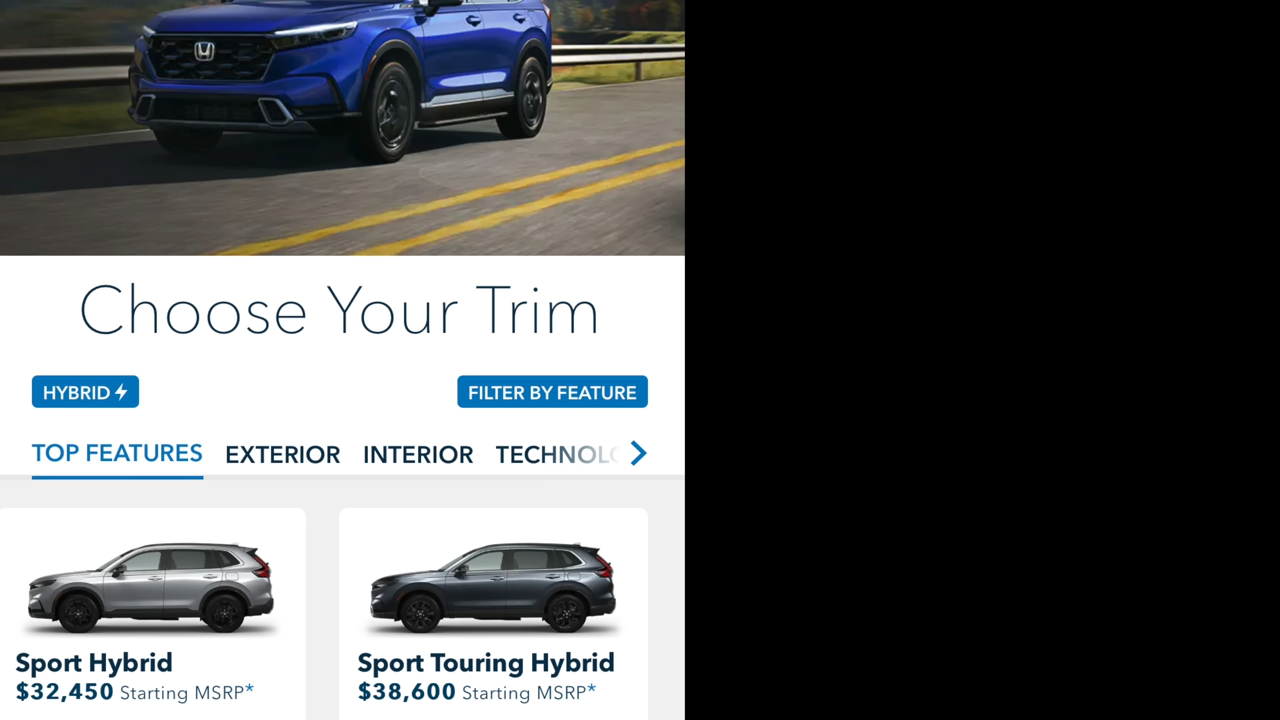 Choose Your Trim
HYBRID
FILTER BY FEATURE
TOP FEATURES EXTERIOR INTERIOR
Sport Hybrid
$32,450 Starting MSRP*
Sport Touring Hybrid
$38,600 Starting MSRP*